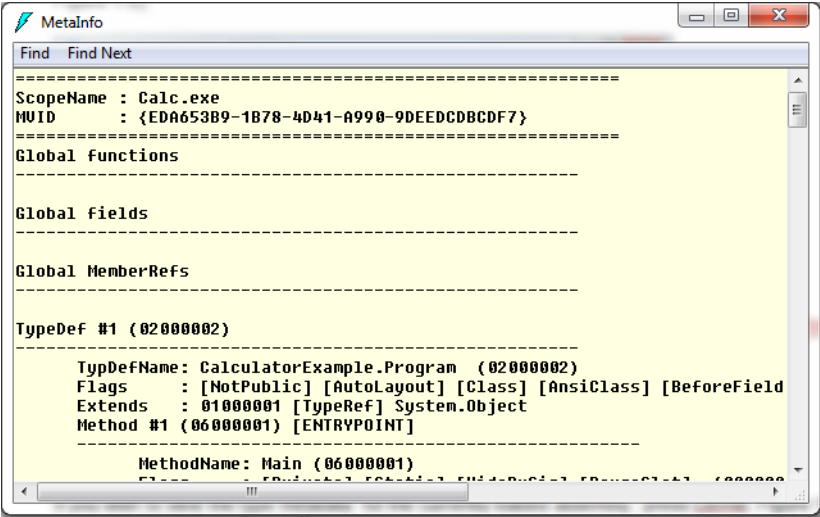 MetaInfo
Find Find Next
============================================================
ScopeName : Calc.exe
MVID      : {EDA653B9-1B78-4D41-A990-9DEEDCDBCDF7}
============================================================
Global functions
--------------------------------------------------------
Global fields
--------------------------------------------------------
Global MemberRefs
--------------------------------------------------------
TypeDef #1 (02000002)
--------------------------------------------------------
TypDefName: CalculatorExample.Program  (02000002)
Flags     : [NotPublic] [AutoLayout] [Class] [AnsiClass] [BeforeField
Extends   : 01000001 [TypeRef] System.Object
Method #1 (06000001) [ENTRYPOINT]
--------------------------------------------------------
MethodName: Main (06000001)